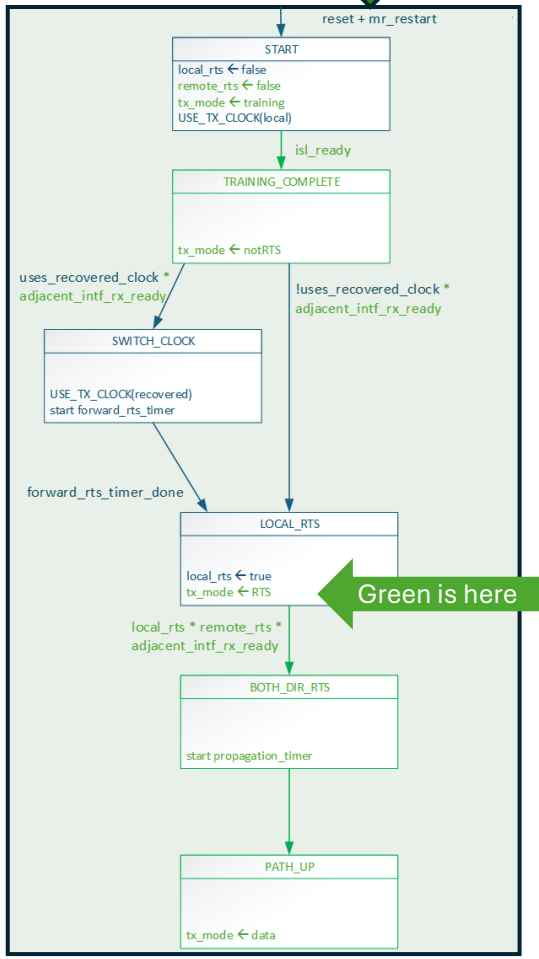 reset + mr_restart
START
local_rts ← false
remote_rts ← false
tx_mode ← training
USE_TX_CLOCK(local)
isl_ready
TRAINING_COMPLETE
tx_mode ← notRTS
uses_recovered_clock *
adjacent_intf_rx_ready
!uses_recovered_clock *
adjacent_intf_rx_ready
SWITCH_CLOCK
USE_TX_CLOCK(recovered)
start forward_rts_timer
forward_rts_timer_done
LOCAL_RTS
local_rts ← true
tx_mode ← RTS
Green is here
local_rts * remote_rts *
adjacent_intf_rx_ready
BOTH_DIR_RTS
start propagation_timer
PATH_UP
tx_mode ← data